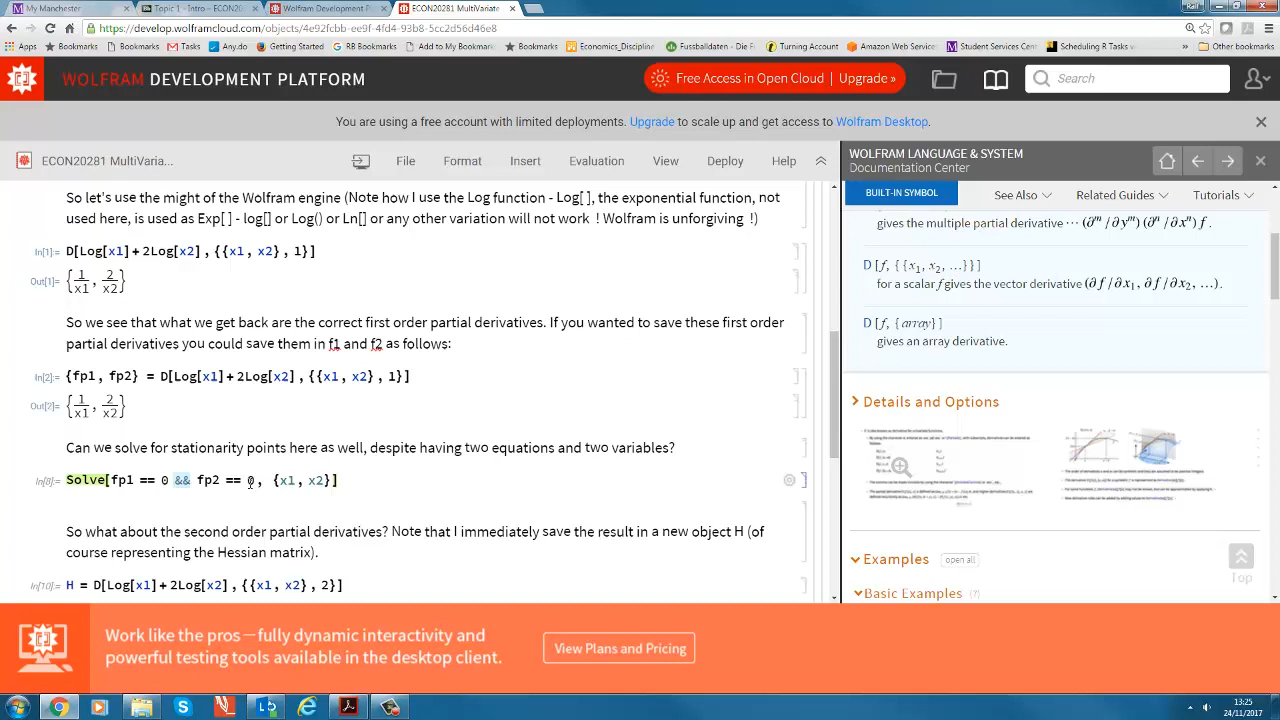 My Manchester
Topic 1 - Intro - ECON20
Wolfram Development Pl
ECON20281 MultiVariate
Ral
https://develop.wolframcloud.com/objects/4e92fcbb-ee9f-4fd4-93b8-5cc2d56d46e8
Apps
Bookmarks
Bookmarks
Gmail
Tasks
Any.do
Getting Started
RB Bookmarks
Add to My Bookmarks
Economics_Discipline
Fussballdaten - Die F
Turning Account
Amazon Web Service
Student Services Cent
Scheduling R Tasks
Other bookmarks
WOLFRAM DEVELOPMENT PLATFORM
Free Access in Open Cloud | Upgrade »
Search
You are using a free account with limited deployments. Upgrade to scale up and get access to Wolfram Desktop.
ECON20281 MultiVaria...
File Format Insert Evaluation View Deploy Help
So let's use the might of the Wolfram engine (Note how I use the Log function - Log[ ], the exponential function, not
used here, is used as Exp[ ] - log[] or Log() or Ln[] or any other variation will not work ! Wolfram is unforgiving !)
In[1]:= D[Log[x1]+2Log[x2], {{x1, x2}, 1}]
Out[1]= {1/x1, 2/x2}
So we see that what we get back are the correct first order partial derivatives. If you wanted to save these first order
partial derivatives you could save them in f1 and f2 as follows:
In[2]:= {fp1, fp2} = D[Log[x1]+2Log[x2], {{x1, x2}, 1}]
Out[2]= {1/x1, 2/x2}
Can we solve for stationary points here as well, despite having two equations and two variables?
In[8]:= Solve[fp1 == 0 && fp2 == 0, {x1, x2}]
So what about the second order partial derivatives? Note that I immediately save the result in a new object H (of
course representing the Hessian matrix).
In[10]:= H = D[Log[x1]+2Log[x2], {{x1, x2}, 2}]
WOLFRAM LANGUAGE & SYSTEM
Documentation Center
BUILT-IN SYMBOL
See Also
Related Guides
Tutorials
gives the multiple partial derivative ⋯ (∂^m/∂y^m) (∂^n/∂x^n) f.
D[f, {{x1, x2, …}}]
for a scalar f gives the vector derivative (∂f/∂x1, ∂f/∂x2, …).
D[f, {array}]
gives an array derivative.
Details and Options
Examples
open all
Top
Basic Examples (7)
Work like the pros — fully dynamic interactivity and
powerful testing tools available in the desktop client.
View Plans and Pricing
13:25
24/11/2017